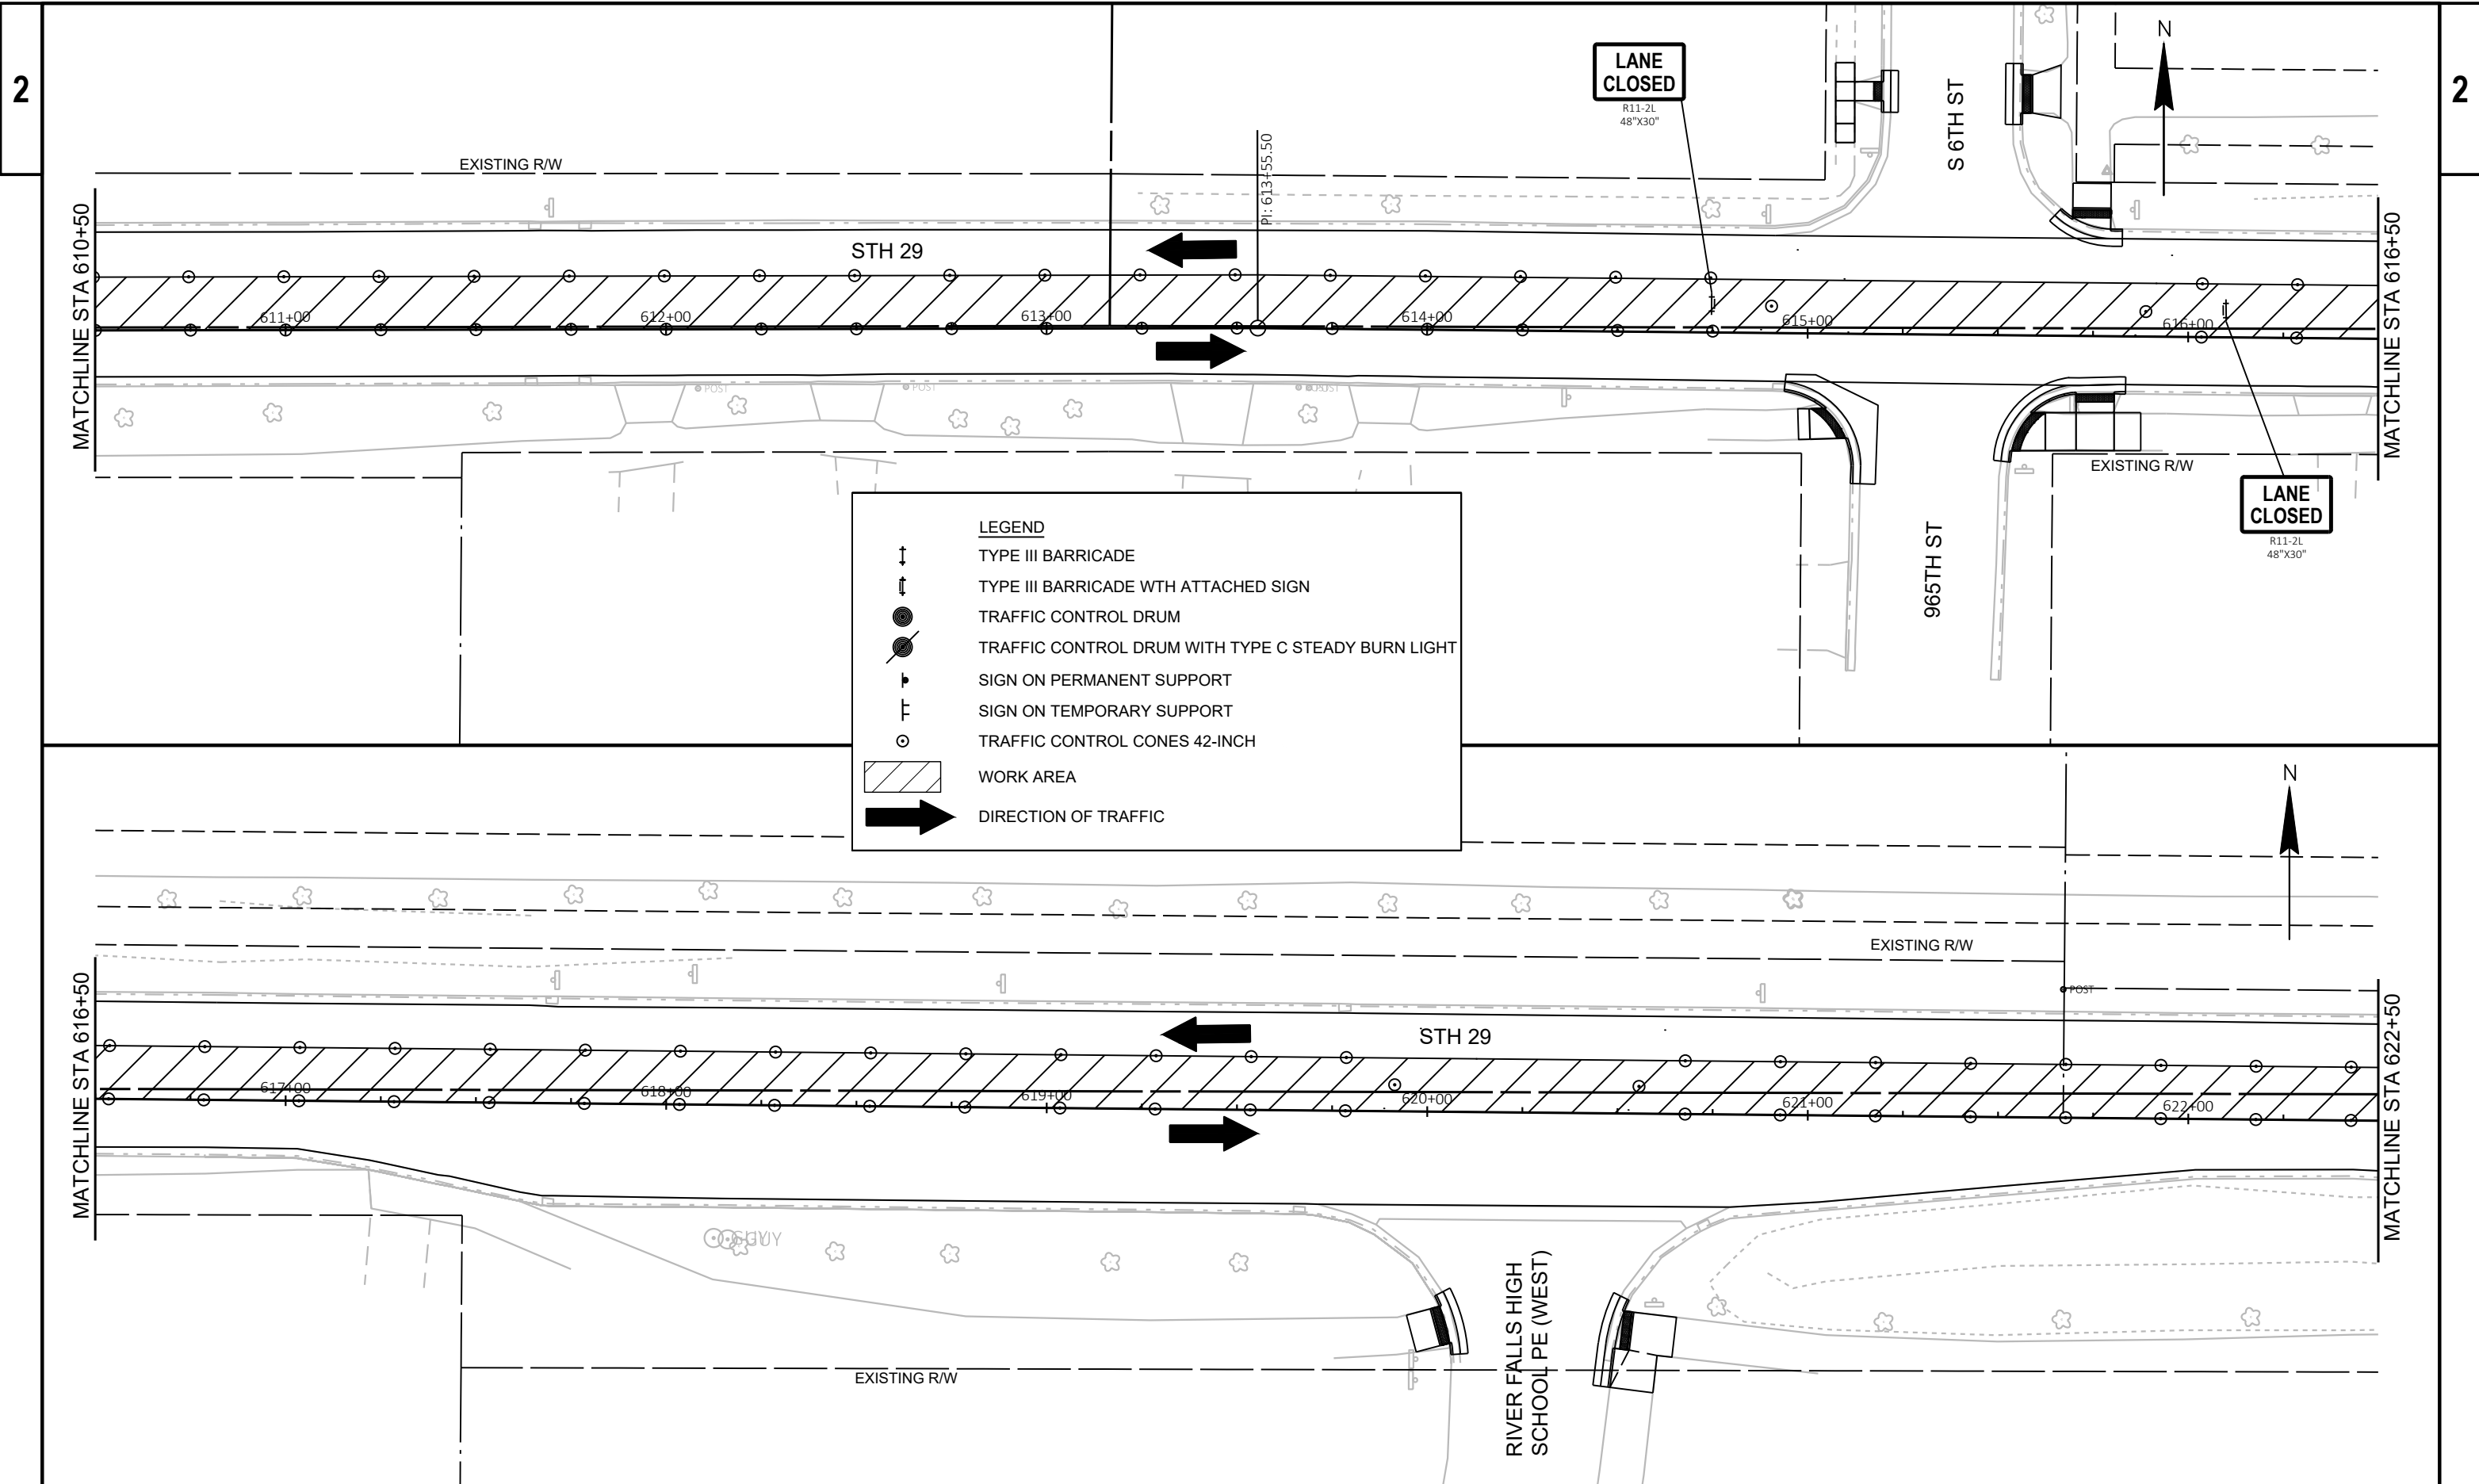 2
2
N
LANE
CLOSED
R11-2L
48"X30"
S 6TH ST
EXISTING R/W
PI: 613+55.50
MATCHLINE STA 610+50
STH 29
MATCHLINE STA 616+50
611+00
612+00
613+00
614+00
615+00
616+00
POST
POST
EXISTING R/W
LANE
CLOSED
R11-2L
48"X30"
965TH ST
LEGEND
TYPE III BARRICADE
TYPE III BARRICADE WTH ATTACHED SIGN
TRAFFIC CONTROL DRUM
TRAFFIC CONTROL DRUM WITH TYPE C STEADY BURN LIGHT
SIGN ON PERMANENT SUPPORT
SIGN ON TEMPORARY SUPPORT
TRAFFIC CONTROL CONES 42-INCH
WORK AREA
DIRECTION OF TRAFFIC
N
EXISTING R/W
POST
MATCHLINE STA 616+50
STH 29
MATCHLINE STA 622+50
617+00
618+00
619+00
620+00
621+00
622+00
GUY
RIVER FALLS HIGH
SCHOOL PE (WEST)
EXISTING R/W